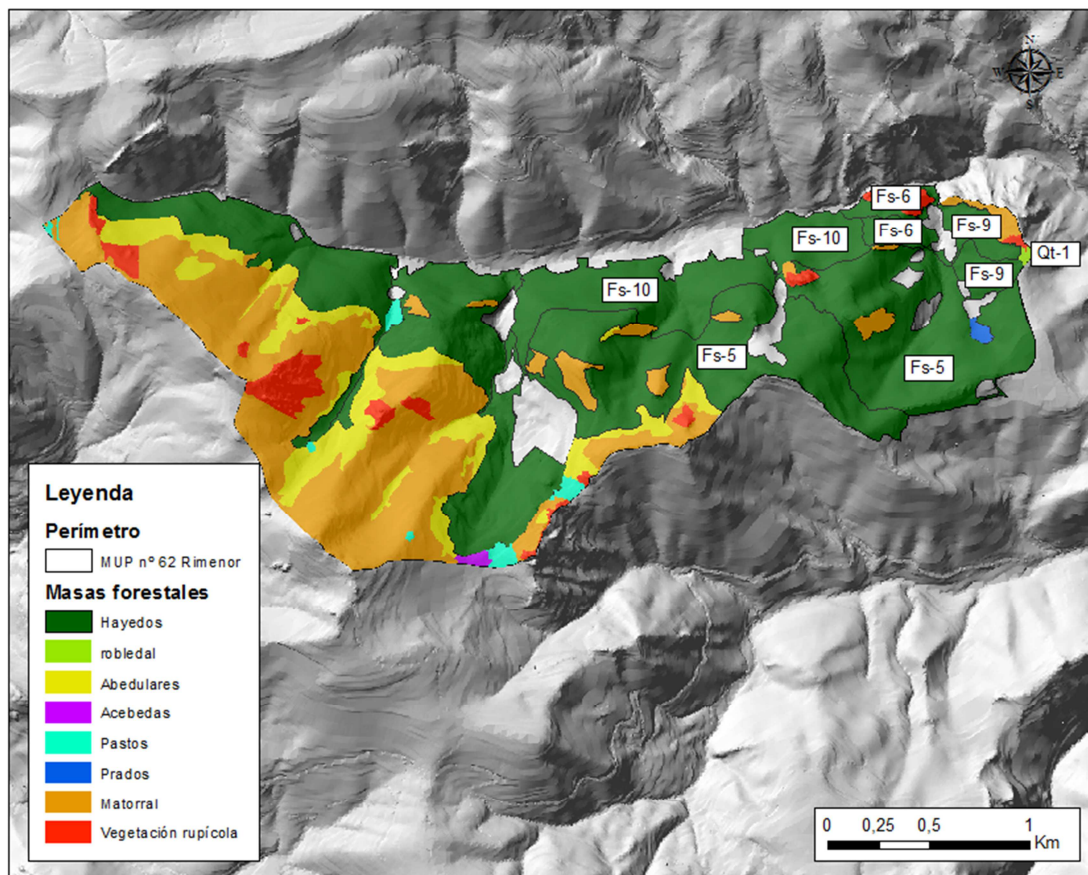 N
W E
S
Fs-6
Fs-6
Fs-9
Fs-10
Qt-1
Fs-9
Fs-10
Fs-5
Fs-5
Leyenda
Perímetro
MUP nº 62 Rimenor
Masas forestales
Hayedos
robledal
Abedulares
Acebedas
Pastos
Prados
Matorral
Vegetación rupícola
0 0,25 0,5 1
Km